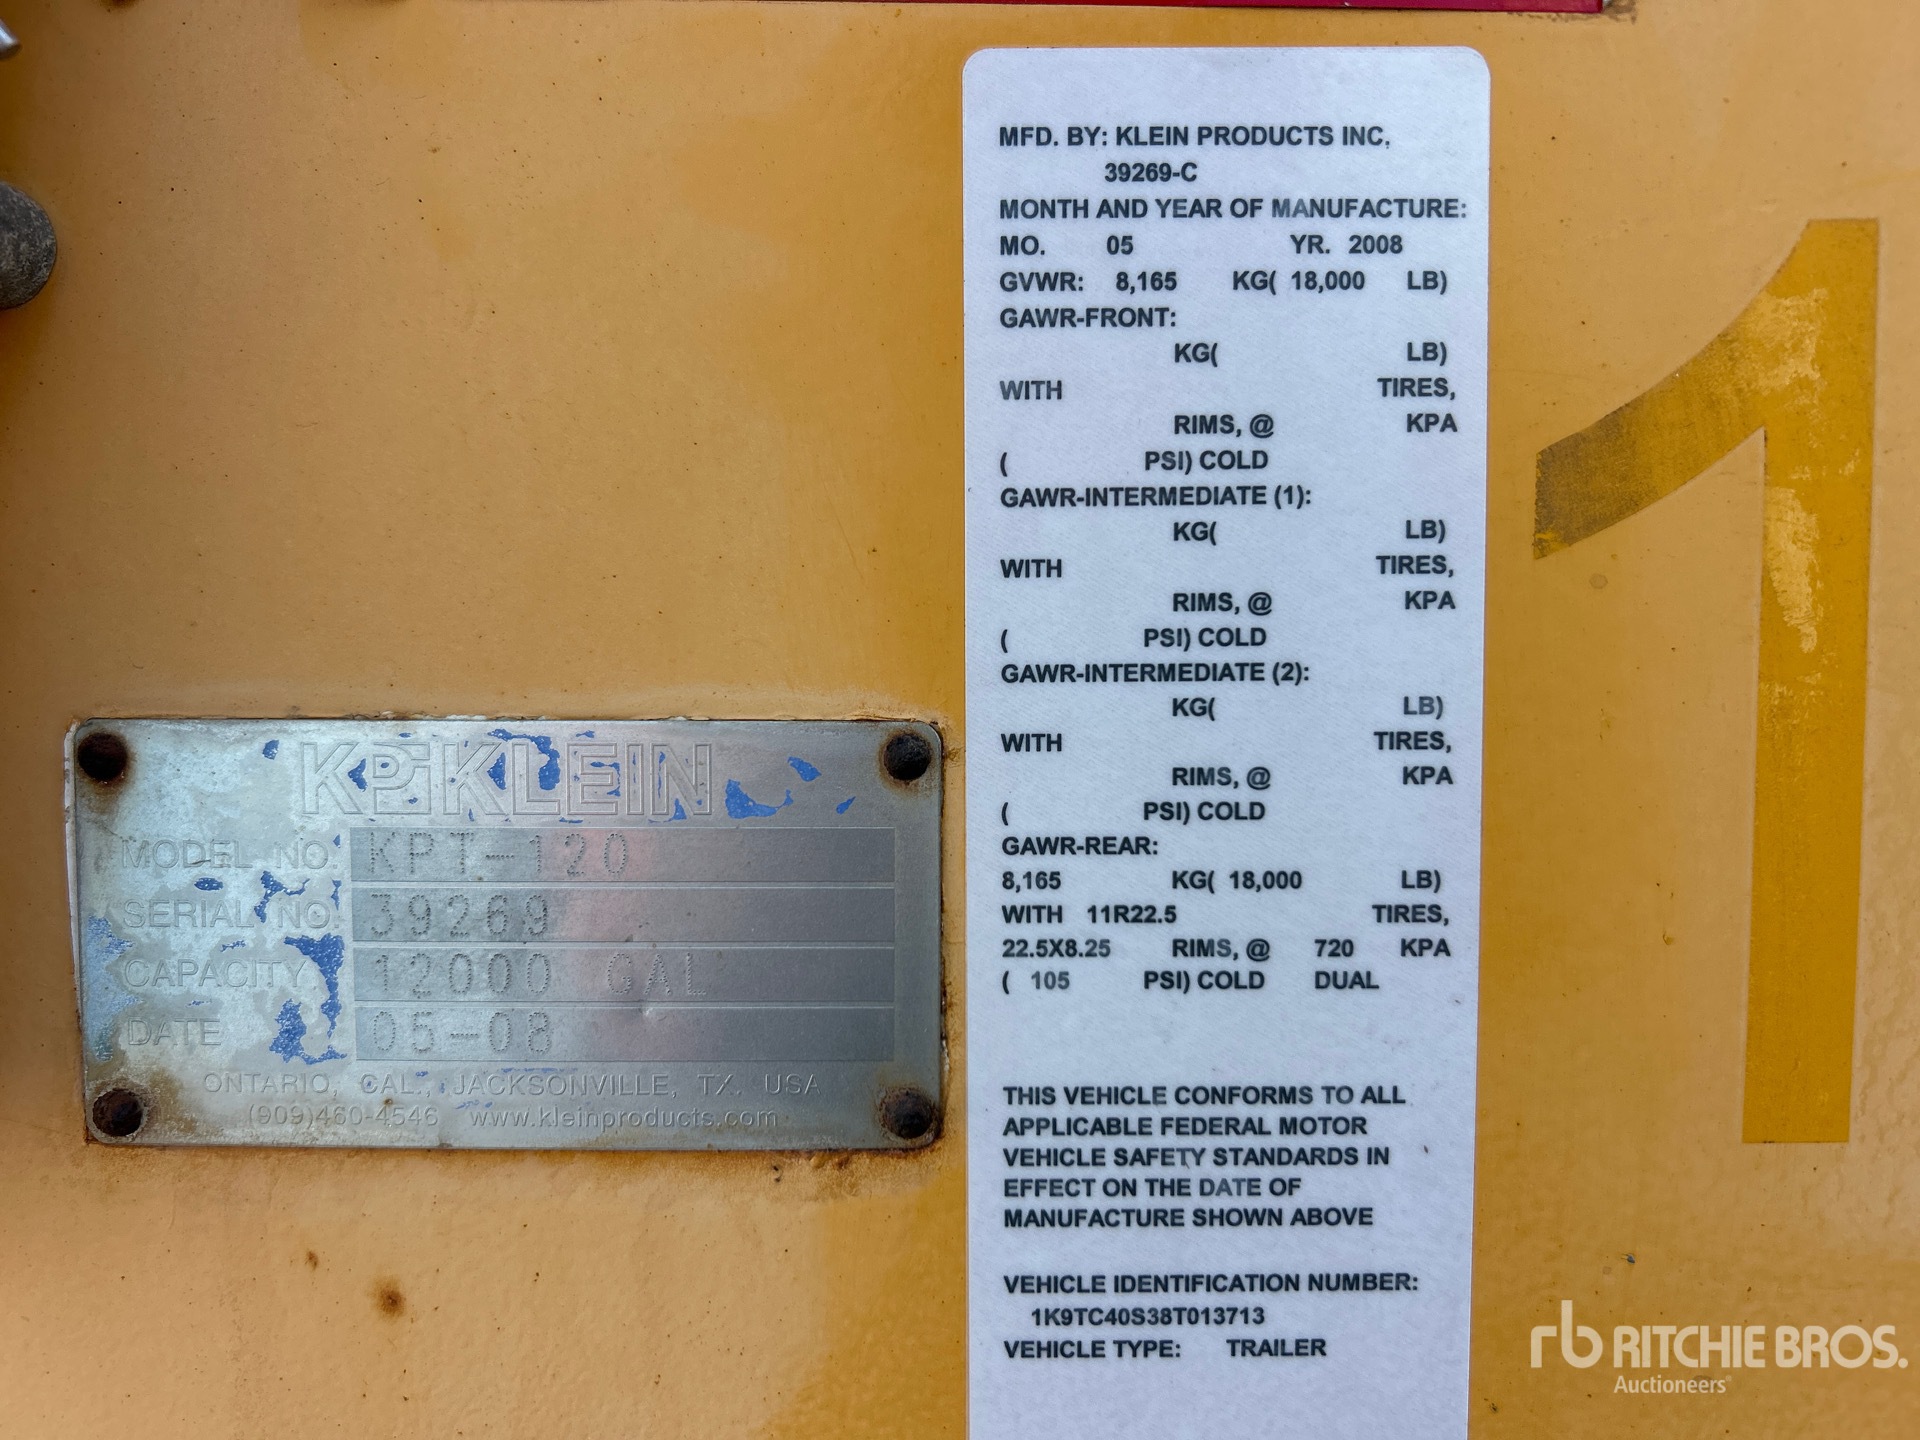 KPI KLEIN
MODEL NO. KPT-120
SERIAL NO. 39269
CAPACITY 12000 GAL
DATE 05-08
ONTARIO, CAL., JACKSONVILLE, TX. USA
(909)460-4546 www.kleinproducts.com
MFD. BY: KLEIN PRODUCTS INC.
39269-C
MONTH AND YEAR OF MANUFACTURE:
MO. 05 YR. 2008
GVWR: 8,165 KG( 18,000 LB)
GAWR-FRONT:
KG( LB)
WITH TIRES,
RIMS, @ KPA
( PSI) COLD
GAWR-INTERMEDIATE (1):
KG( LB)
WITH TIRES,
RIMS, @ KPA
( PSI) COLD
GAWR-INTERMEDIATE (2):
KG( LB)
WITH TIRES,
RIMS, @ KPA
( PSI) COLD
GAWR-REAR:
8,165 KG( 18,000 LB)
WITH 11R22.5 TIRES,
22.5X8.25 RIMS, @ 720 KPA
( 105 PSI) COLD DUAL
THIS VEHICLE CONFORMS TO ALL
APPLICABLE FEDERAL MOTOR
VEHICLE SAFETY STANDARDS IN
EFFECT ON THE DATE OF
MANUFACTURE SHOWN ABOVE
VEHICLE IDENTIFICATION NUMBER:
1K9TC40S38T013713
VEHICLE TYPE: TRAILER
1
rb RITCHIE BROS.
Auctioneers